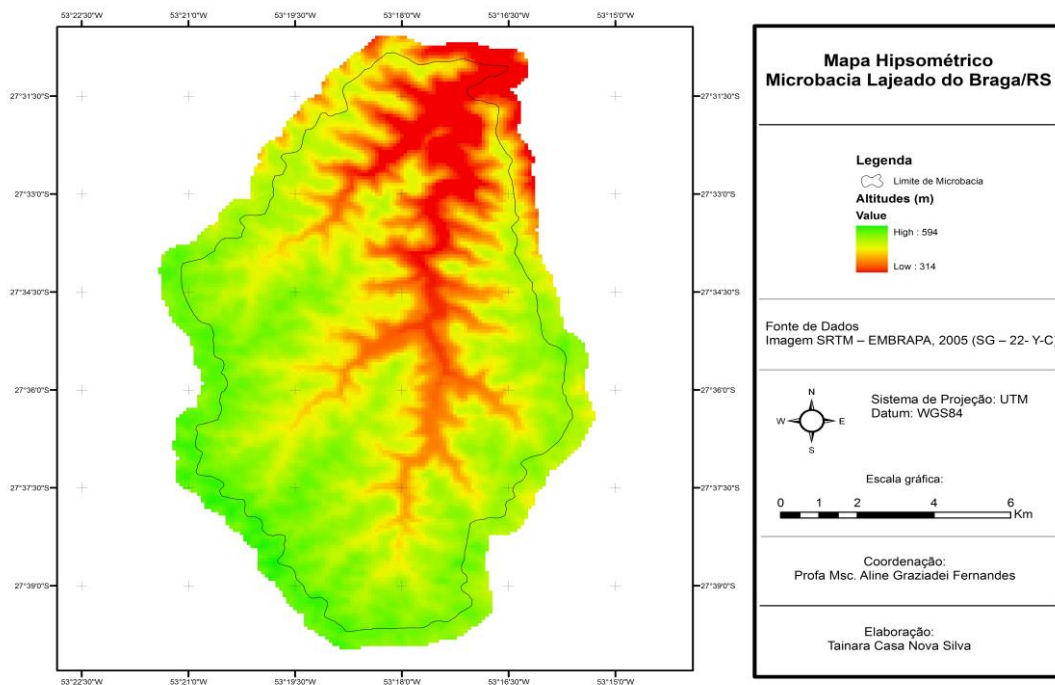 53°22'30"W 53°21'0"W 53°19'30"W 53°18'0"W 53°16'30"W 53°15'0"W
27°31'30"S 27°31'30"S
27°33'0"S 27°33'0"S
27°34'30"S 27°34'30"S
27°36'0"S 27°36'0"S
27°37'30"S 27°37'30"S
27°39'0"S 27°39'0"S
53°22'30"W 53°21'0"W 53°19'30"W 53°18'0"W 53°16'30"W 53°15'0"W
Mapa Hipsométrico
Microbacia Lajeado do Braga/RS
Legenda
Limite de Microbacia
Altitudes (m)
Value
High : 594
Low : 314
Fonte de Dados
Imagem SRTM – EMBRAPA, 2005 (SG – 22- Y-C)
N
W E
S
Sistema de Projeção: UTM
Datum: WGS84
Escala gráfica:
0 1 2 4 6
Km
Coordenação:
Profa Msc. Aline Graziadei Fernandes
Elaboração:
Tainara Casa Nova Silva